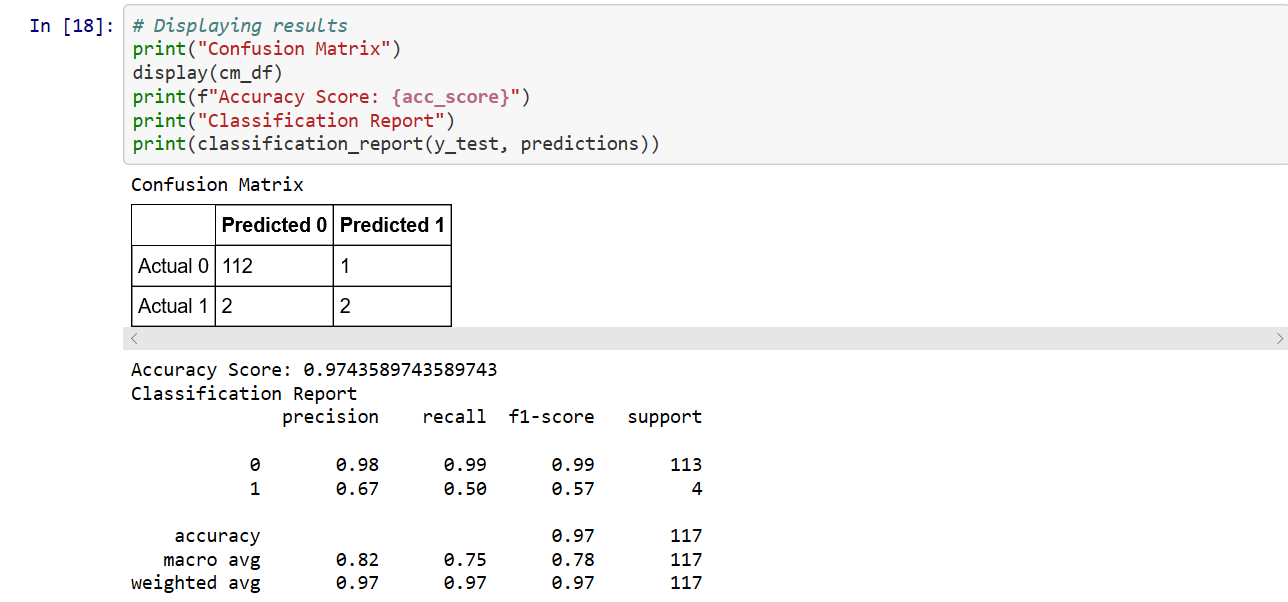 In [18]:
# Displaying results
print("Confusion Matrix")
display(cm_df)
print(f"Accuracy Score: {acc_score}")
print("Classification Report")
print(classification_report(y_test, predictions))
Confusion Matrix
Predicted 0 Predicted 1
Actual 0 112 1
Actual 1 2 2
Accuracy Score: 0.9743589743589743
Classification Report
precision recall f1-score support
0 0.98 0.99 0.99 113
1 0.67 0.50 0.57 4
accuracy 0.97 117
macro avg 0.82 0.75 0.78 117
weighted avg 0.97 0.97 0.97 117